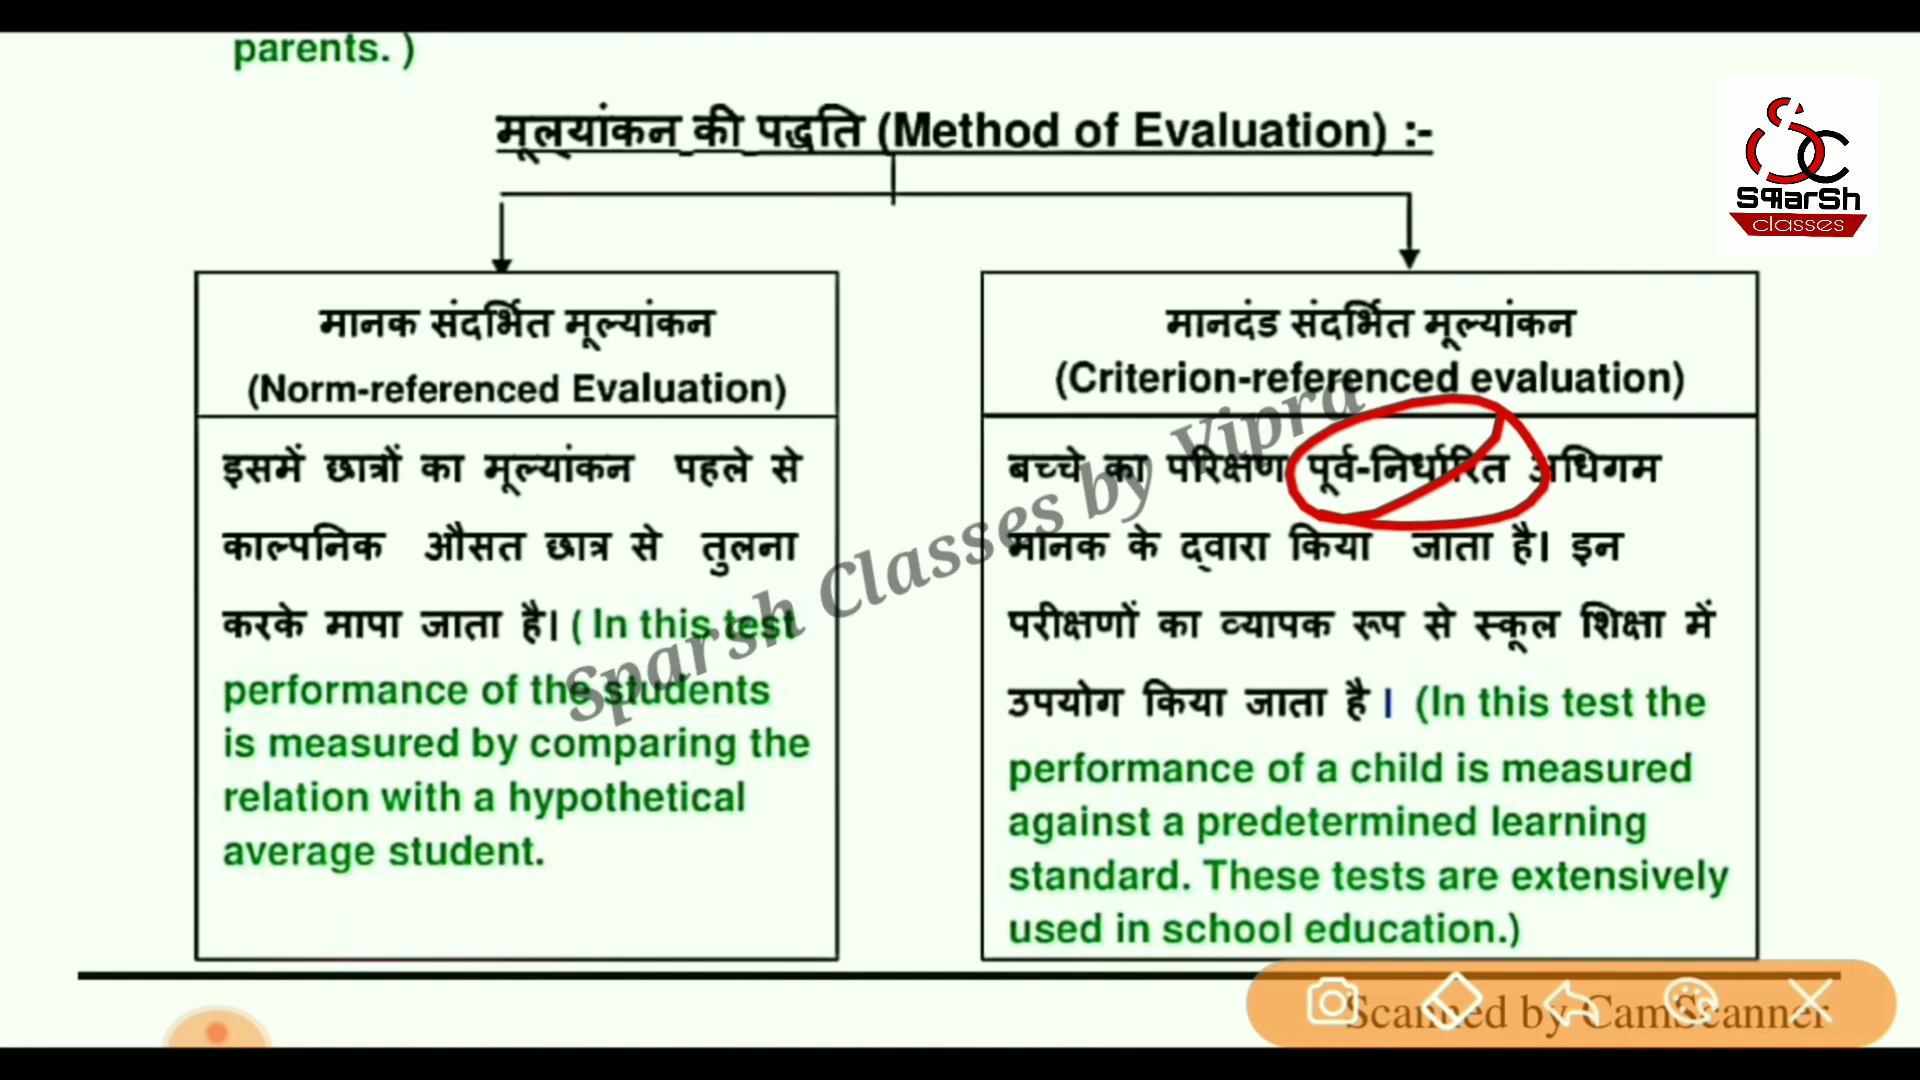 parents. )
मूल्यांकन की पद्धति (Method of Evaluation) :-
मानक संदर्भित मूल्यांकन
(Norm-referenced Evaluation)
इसमें छात्रों का मूल्यांकन पहले से
काल्पनिक औसत छात्र से तुलना
करके मापा जाता है। ( In this test
performance of the students
is measured by comparing the
relation with a hypothetical
average student.
मानदंड संदर्भित मूल्यांकन
(Criterion-referenced evaluation)
बच्चे का परिक्षण पूर्व-निर्धारित अधिगम
मानक के द्वारा किया जाता है। इन
परीक्षणों का व्यापक रूप से स्कूल शिक्षा में
उपयोग किया जाता है । (In this test the
performance of a child is measured
against a predetermined learning
standard. These tests are extensively
used in school education.)
Sparsh Classes by Vipra
SपarSh
classes
Scanned by CamScanner